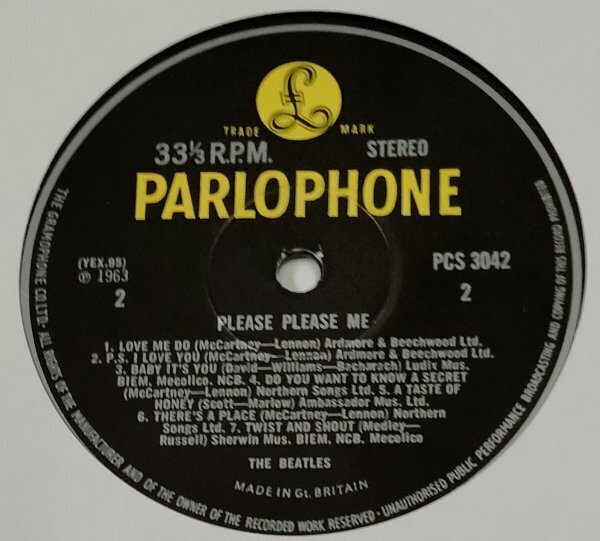 £
TRADE MARK
33⅓ R.P.M. STEREO
PARLOPHONE
(YEX.95) PCS 3042
℗ 1963
2 2
PLEASE PLEASE ME
1. LOVE ME DO (McCartney—Lennon) Ardmore & Beechwood Ltd.
2. P.S. I LOVE YOU (McCartney—Lennon) Ardmore & Beechwood Ltd.
3. BABY IT'S YOU (David—Williams—Bacharach) Ludix Mus.
BIEM. Mecolico. NCB. 4. DO YOU WANT TO KNOW A SECRET
(McCartney—Lennon) Northern Songs Ltd. 5. A TASTE OF
HONEY (Scott—Marlow) Ambassador Mus. Ltd.
6. THERE'S A PLACE (McCartney—Lennon) Northern
Songs Ltd. 7. TWIST AND SHOUT (Medley—
Russell) Sherwin Mus. BIEM. NCB. Mecolico
THE BEATLES
MADE IN Gt. BRITAIN
THE GRAMOPHONE CO LTD· ALL RIGHTS OF THE MANUFACTURER AND OF THE OWNER OF THE RECORDED WORK RESERVED · UNAUTHORISED PUBLIC PERFORMANCE BROADCASTING AND COPYING OF THIS RECORD PROHIBITED